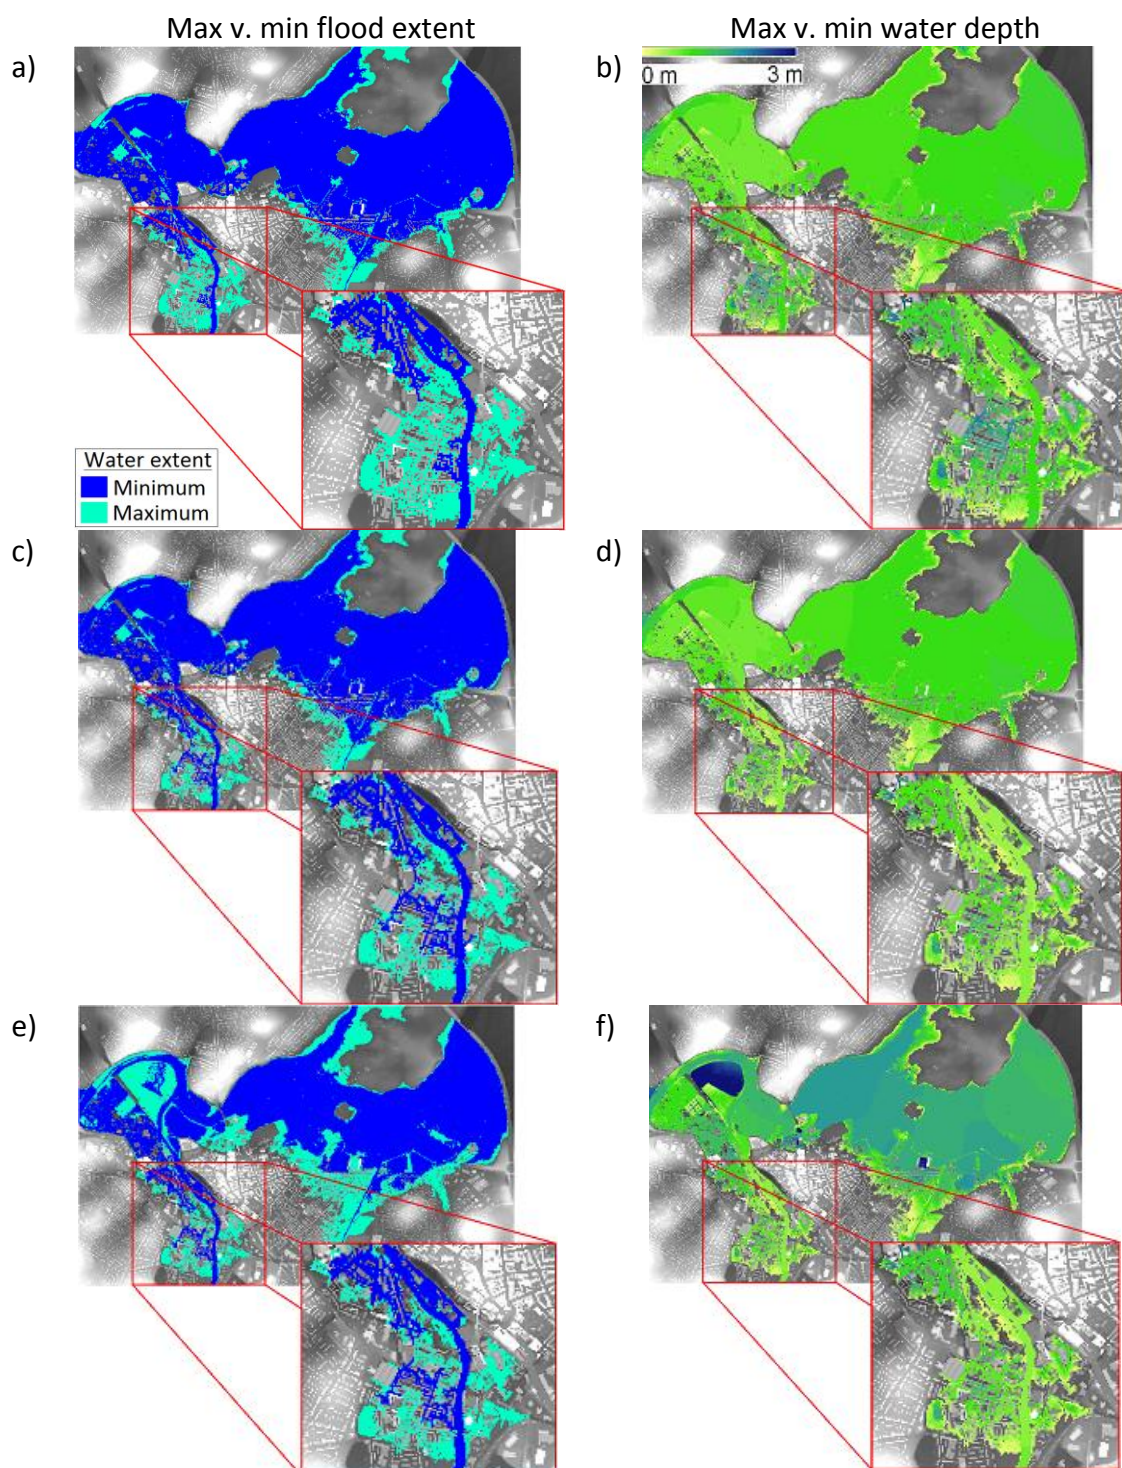 Max v. min flood extent
Max v. min water depth
a)
b)
0 m 3 m
Water extent
Minimum
Maximum
c)
d)
e)
f)